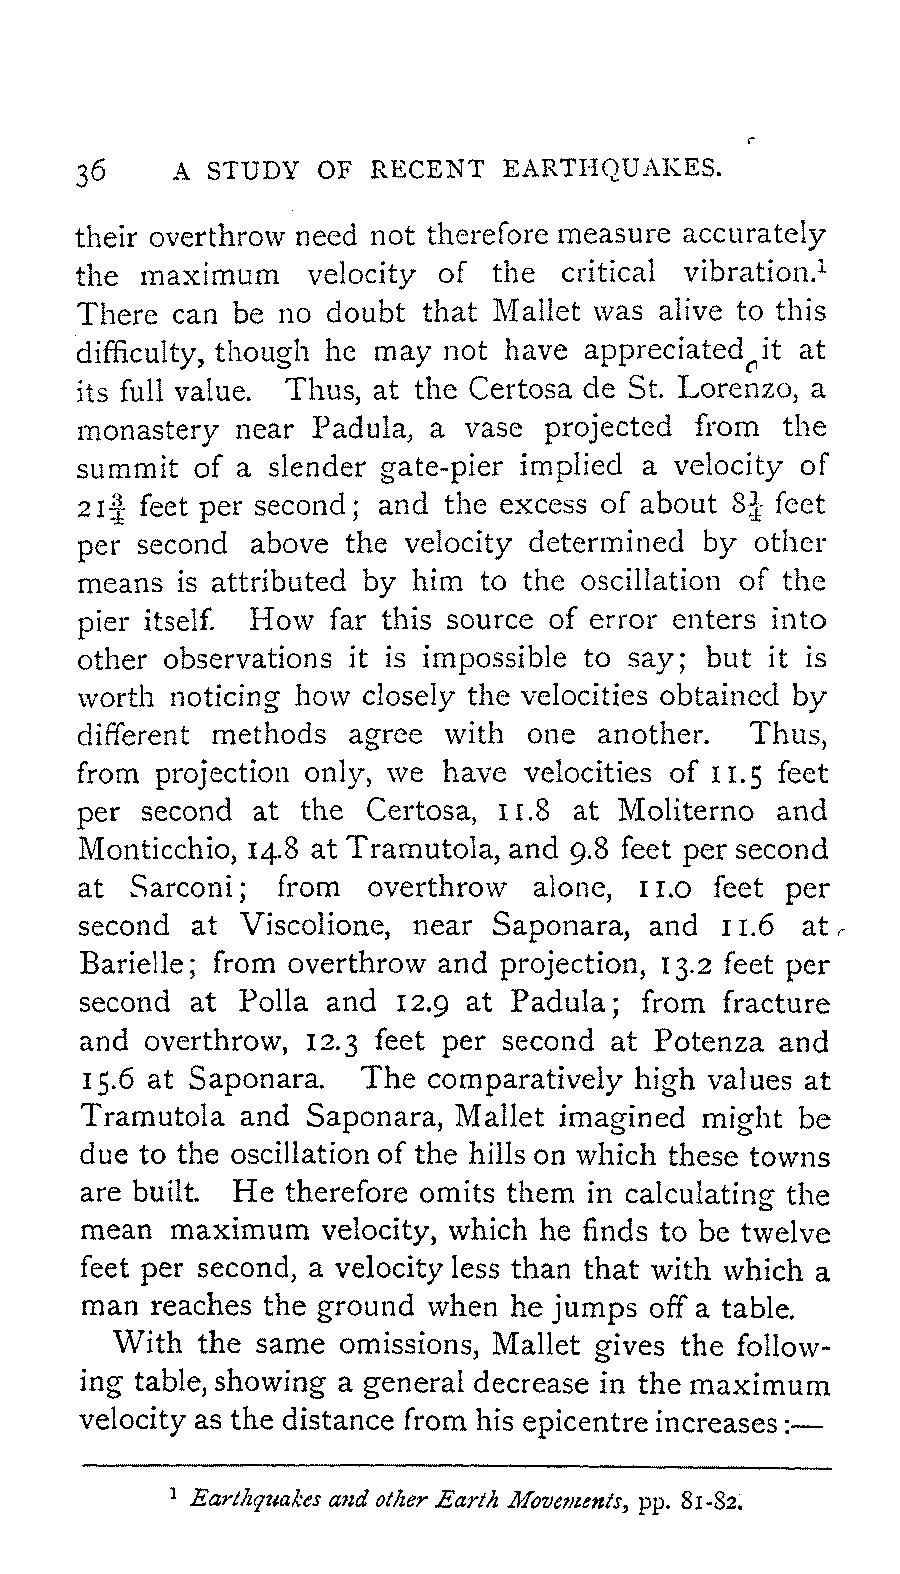 36 A STUDY OF RECENT EARTHQUAKES.
their overthrow need not therefore measure accurately
the maximum velocity of the critical vibration.¹
There can be no doubt that Mallet was alive to this
difficulty, though he may not have appreciated it at
its full value. Thus, at the Certosa de St. Lorenzo, a
monastery near Padula, a vase projected from the
summit of a slender gate-pier implied a velocity of
21¾ feet per second; and the excess of about 8¼ feet
per second above the velocity determined by other
means is attributed by him to the oscillation of the
pier itself. How far this source of error enters into
other observations it is impossible to say; but it is
worth noticing how closely the velocities obtained by
different methods agree with one another. Thus,
from projection only, we have velocities of 11.5 feet
per second at the Certosa, 11.8 at Moliterno and
Monticchio, 14.8 at Tramutola, and 9.8 feet per second
at Sarconi; from overthrow alone, 11.0 feet per
second at Viscolione, near Saponara, and 11.6 at
Barielle; from overthrow and projection, 13.2 feet per
second at Polla and 12.9 at Padula; from fracture
and overthrow, 12.3 feet per second at Potenza and
15.6 at Saponara. The comparatively high values at
Tramutola and Saponara, Mallet imagined might be
due to the oscillation of the hills on which these towns
are built. He therefore omits them in calculating the
mean maximum velocity, which he finds to be twelve
feet per second, a velocity less than that with which a
man reaches the ground when he jumps off a table.
With the same omissions, Mallet gives the follow-
ing table, showing a general decrease in the maximum
velocity as the distance from his epicentre increases:—
¹ Earthquakes and other Earth Movements, pp. 81-82.